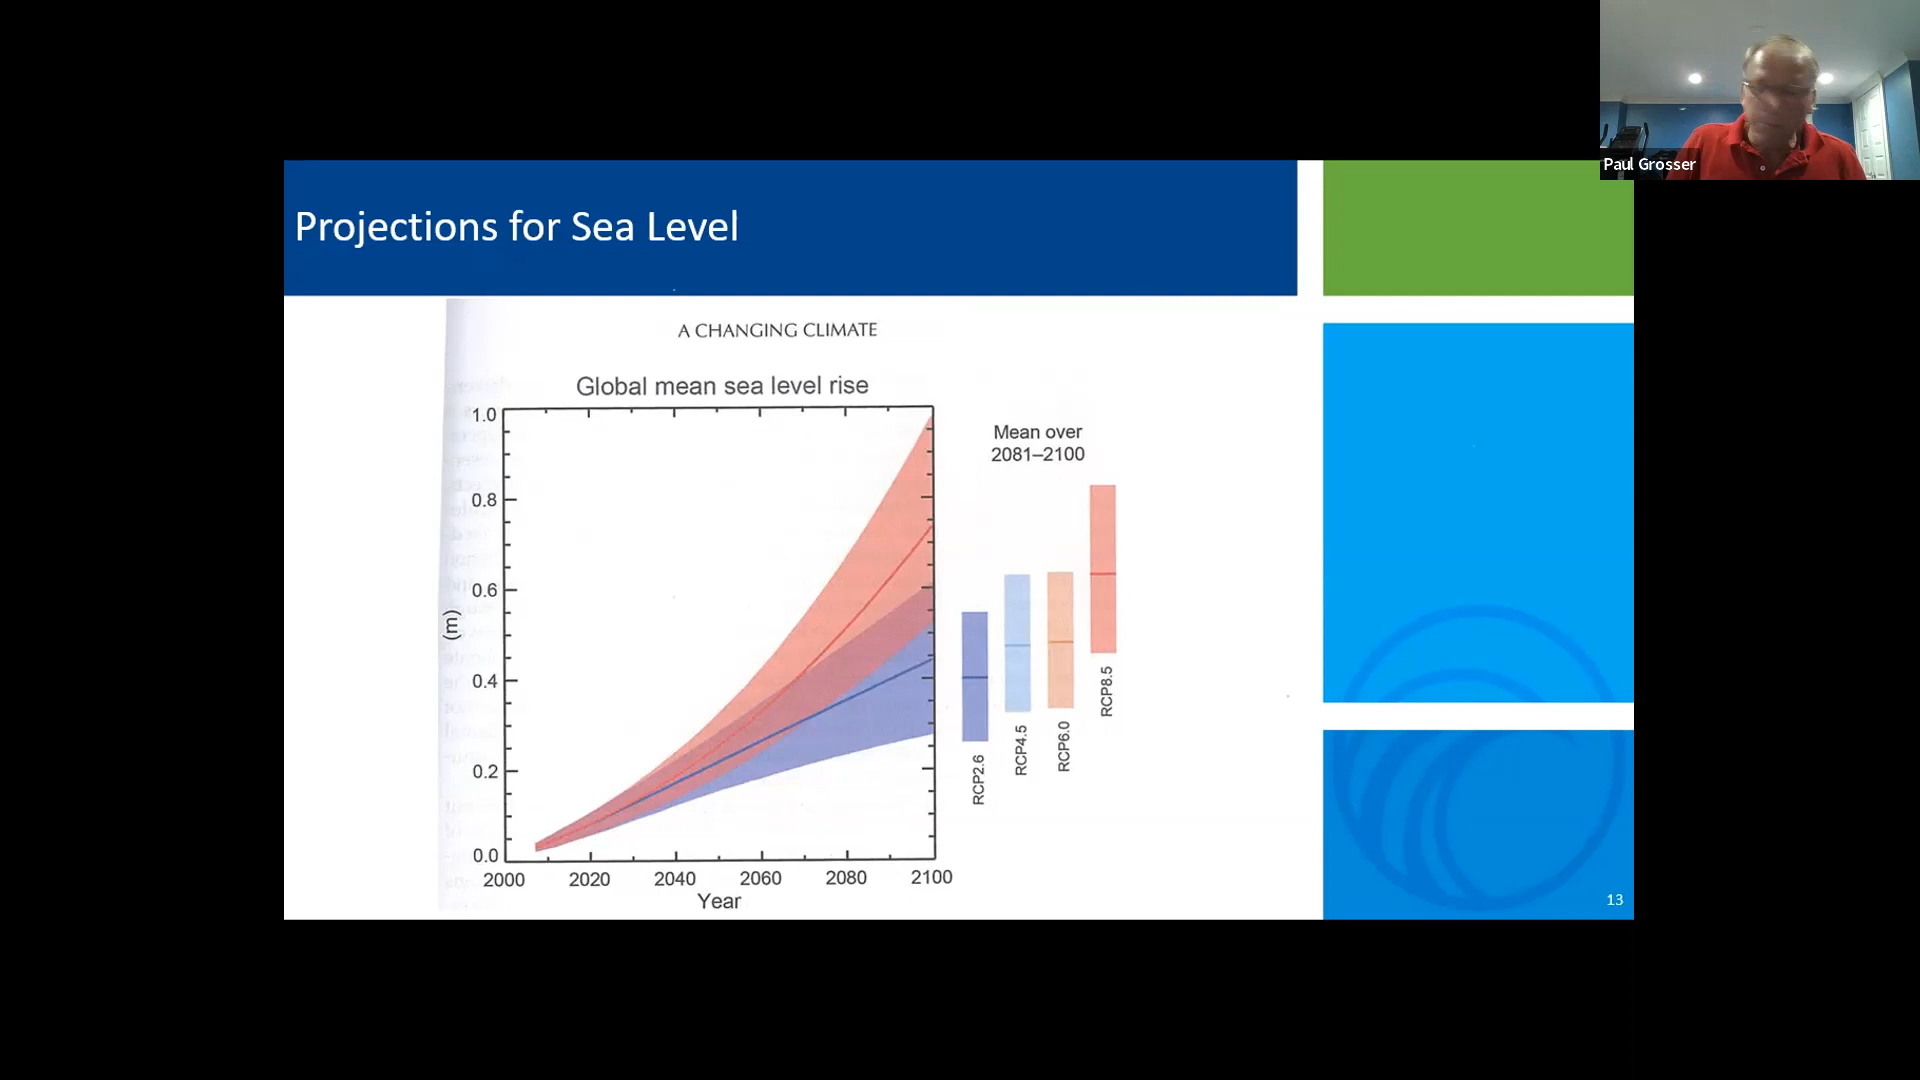 Paul Grosser
Projections for Sea Level
A CHANGING CLIMATE
Global mean sea level rise
1.0
0.8
0.6
0.4
0.2
0.0
(m)
2000 2020 2040 2060 2080 2100
Year
Mean over
2081–2100
RCP2.6
RCP4.5
RCP6.0
RCP8.5
13